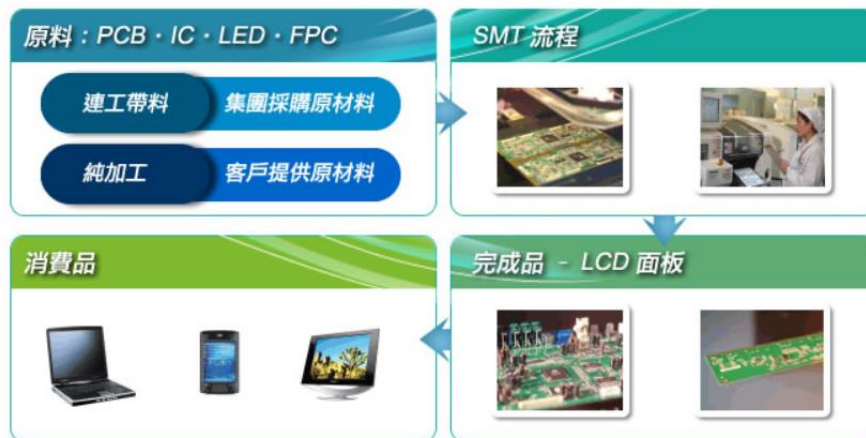 原料：PCB · IC · LED · FPC
連工帶料 集團採購原材料
純加工 客戶提供原材料
SMT 流程
完成品 - LCD 面板
消費品